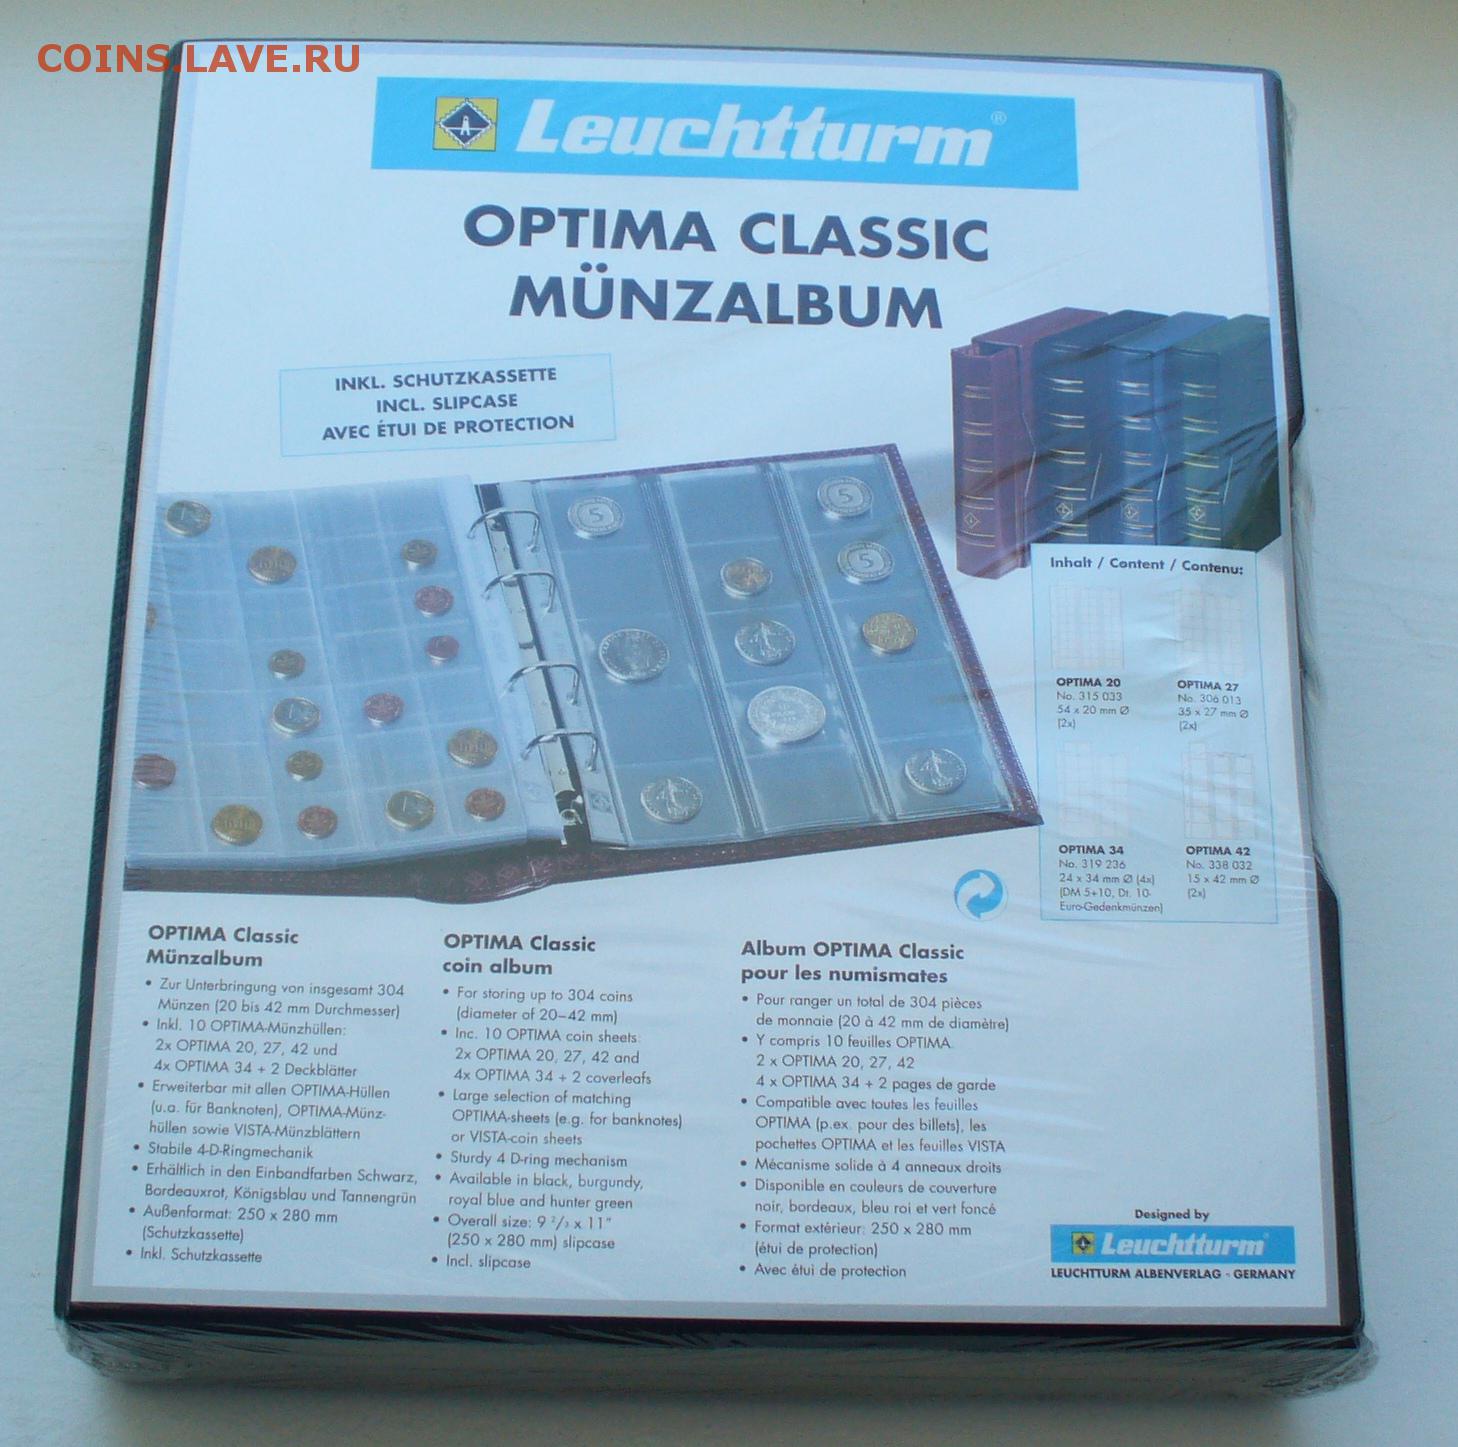 COINS.LAVE.RU
Leuchtturm®
OPTIMA CLASSIC
MÜNZALBUM
INKL. SCHUTZKASSETTE
INCL. SLIPCASE
AVEC ÉTUI DE PROTECTION
5
5
5
Inhalt / Content / Contenu:
OPTIMA 20
No. 315 033
54 x 20 mm Ø
(2x)
OPTIMA 27
No. 306 013
35 x 27 mm Ø
(2x)
OPTIMA 34
No. 319 236
24 x 34 mm Ø (4x)
(DM 5+10, Dt. 10-
Euro-Gedenkmünzen)
OPTIMA 42
No. 338 032
15 x 42 mm Ø
(2x)
OPTIMA Classic
Münzalbum
• Zur Unterbringung von insgesamt 304
Münzen (20 bis 42 mm Durchmesser)
• Inkl. 10 OPTIMA-Münzhüllen:
2x OPTIMA 20, 27, 42 und
4x OPTIMA 34 + 2 Deckblätter
• Erweiterbar mit allen OPTIMA-Hüllen
(u.a. für Banknoten), OPTIMA-Münz-
hüllen sowie VISTA-Münzblättern
• Stabile 4-D-Ringmechanik
• Erhältlich in den Einbandfarben Schwarz,
Bordeauxrot, Königsblau und Tannengrün
• Außenformat: 250 x 280 mm
(Schutzkassette)
• Inkl. Schutzkassette
OPTIMA Classic
coin album
• For storing up to 304 coins
(diameter of 20–42 mm)
• Inc. 10 OPTIMA coin sheets:
2x OPTIMA 20, 27, 42 and
4x OPTIMA 34 + 2 coverleafs
• Large selection of matching
OPTIMA-sheets (e.g. for banknotes)
or VISTA-coin sheets
• Sturdy 4 D-ring mechanism
• Available in black, burgundy,
royal blue and hunter green
• Overall size: 9 2/3 x 11"
(250 x 280 mm) slipcase
• Incl. slipcase
Album OPTIMA Classic
pour les numismates
• Pour ranger un total de 304 pièces
de monnaie (20 à 42 mm de diamètre)
• Y compris 10 feuilles OPTIMA
2 x OPTIMA 20, 27, 42
4 x OPTIMA 34 + 2 pages de garde
• Compatible avec toutes les feuilles
OPTIMA (p.ex. pour des billets), les
pochettes OPTIMA et les feuilles VISTA
• Mécanisme solide à 4 anneaux droits
• Disponible en couleurs de couverture
noir, bordeaux, bleu roi et vert foncé
• Format extérieur: 250 x 280 mm
(étui de protection)
• Avec étui de protection
Designed by
Leuchtturm®
LEUCHTTURM ALBENVERLAG - GERMANY